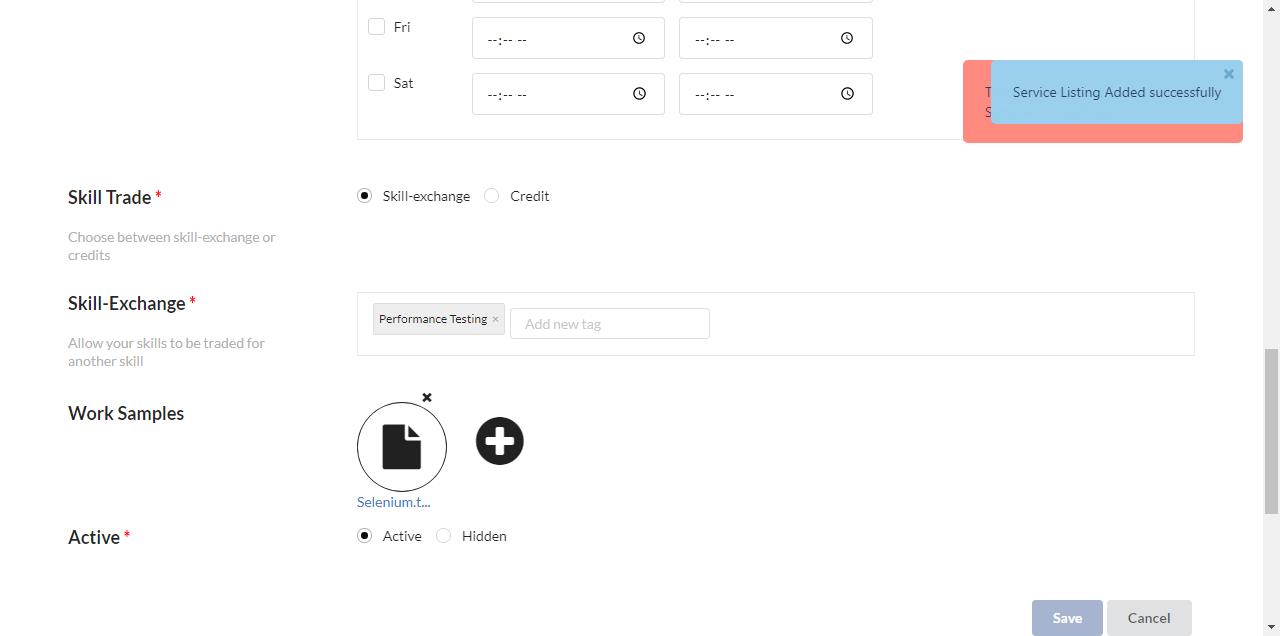 Fri
--:-- --
--:-- --
Sat
--:-- --
--:-- --
Service Listing Added successfully
Skill Trade *
Skill-exchange
Credit
Choose between skill-exchange or
credits
Skill-Exchange *
Performance Testing ×
Add new tag
Allow your skills to be traded for
another skill
Work Samples
Selenium.t...
Active *
Active
Hidden
Save
Cancel